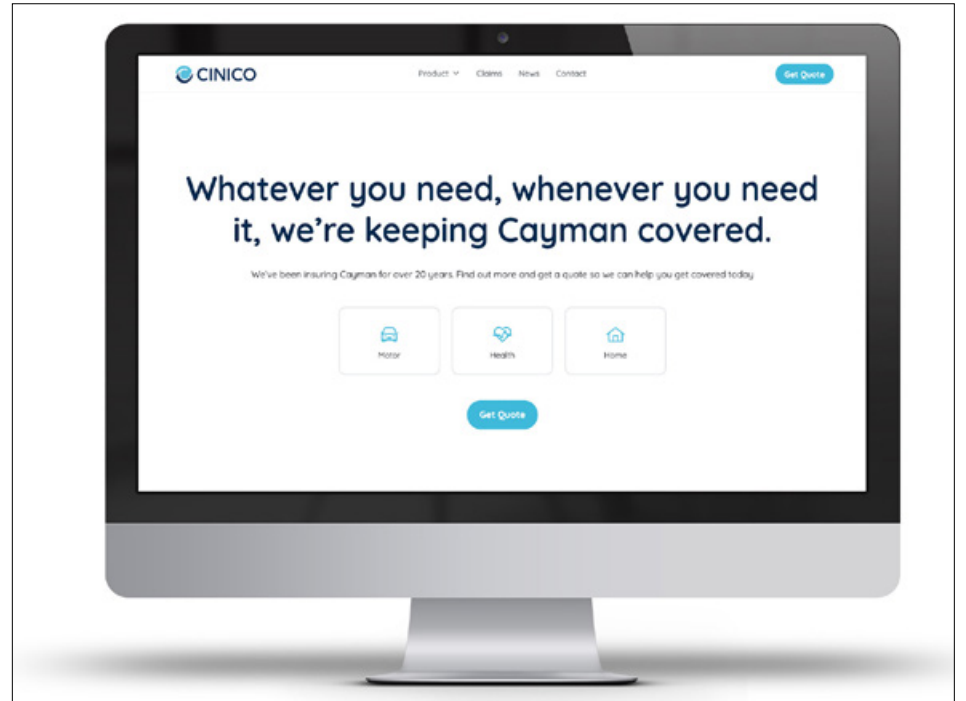 CINICO
Product Claims News Contact
Get Quote
Whatever you need, whenever you need
it, we're keeping Cayman covered.
We've been insuring Cayman for over 20 years. Find out more and get a quote so we can help you get covered today
Motor Health Home
Get Quote